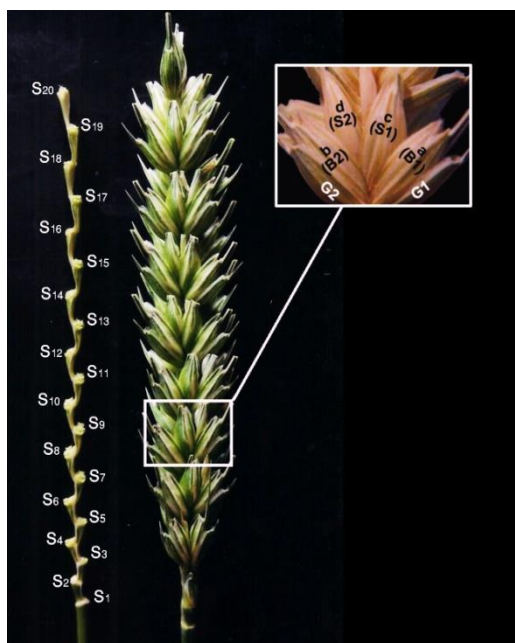 S20
S19
S18
S17
S16
S15
S14
S13
S12
S11
S10
S9
S8
S7
S6
S5
S4
S3
S2
S1
d
(S2)
c
(S1)
b
(B2)
a
(B1)
G2
G1